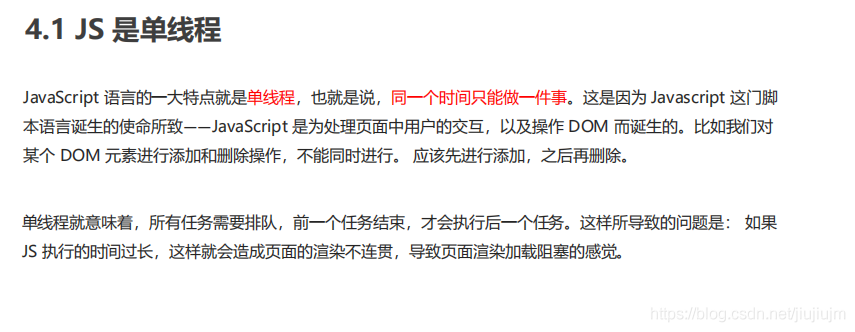 4.1 JS 是单线程
JavaScript 语言的一大特点就是单线程，也就是说，同一个时间只能做一件事。这是因为 Javascript 这门脚
本语言诞生的使命所致——JavaScript 是为处理页面中用户的交互，以及操作 DOM 而诞生的。比如我们对
某个 DOM 元素进行添加和删除操作，不能同时进行。 应该先进行添加，之后再删除。
单线程就意味着，所有任务需要排队，前一个任务结束，才会执行后一个任务。这样所导致的问题是： 如果
JS 执行的时间过长，这样就会造成页面的渲染不连贯，导致页面渲染加载阻塞的感觉。
https://blog.csdn.net/jiujiujm